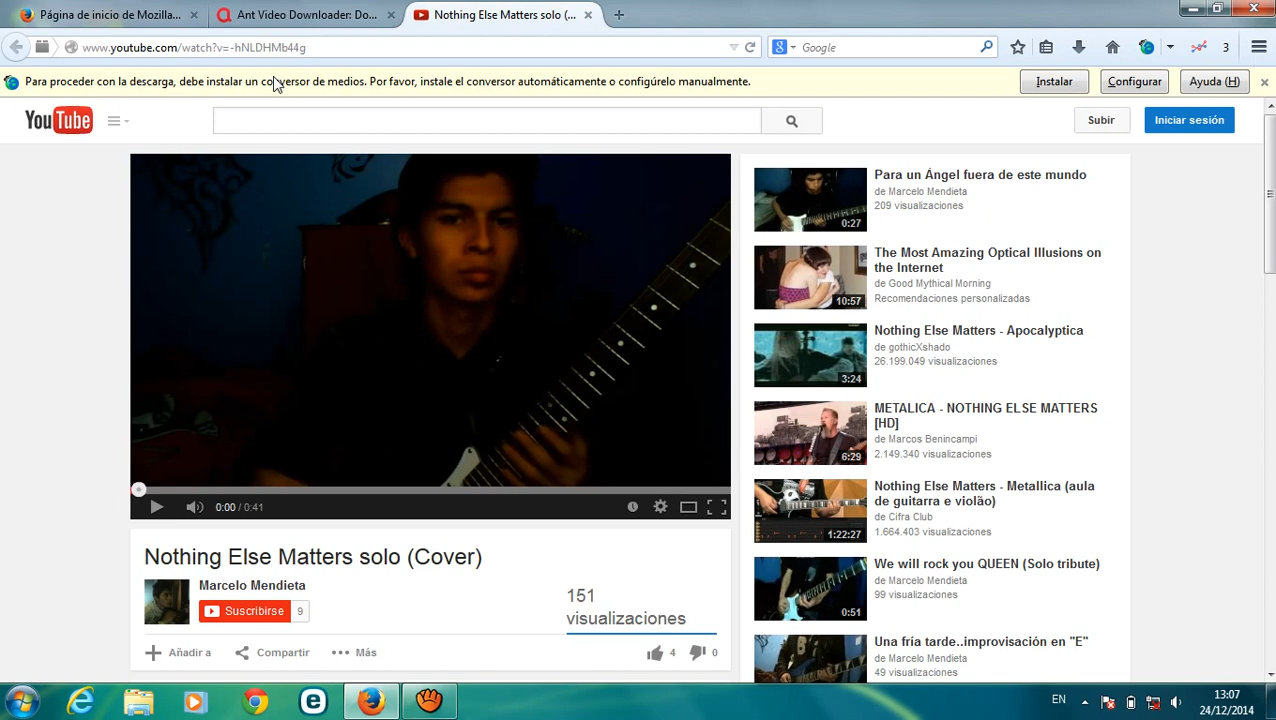 Página de inicio de Mozilla...
Ant Video Downloader: Do...
Nothing Else Matters solo (...
www.youtube.com/watch?v=-hNLDHMb44g
Google
3
Para proceder con la descarga, debe instalar un conversor de medios. Por favor, instale el conversor automáticamente o configúrelo manualmente.
Instalar
Configurar
Ayuda (H)
YouTube
Subir
Iniciar sesión
0:00 / 0:41
Nothing Else Matters solo (Cover)
Marcelo Mendieta
Suscribirse
9
151
visualizaciones
Añadir a
Compartir
Más
4
0
0:27
Para un Ángel fuera de este mundo
de Marcelo Mendieta
209 visualizaciones
10:57
The Most Amazing Optical Illusions on
the Internet
de Good Mythical Morning
Recomendaciones personalizadas
3:24
Nothing Else Matters - Apocalyptica
de gothicXshado
26.199.049 visualizaciones
6:29
METALICA - NOTHING ELSE MATTERS
[HD]
de Marcos Benincampi
2.149.340 visualizaciones
1:22:27
Nothing Else Matters - Metallica (aula
de guitarra e violão)
de Cifra Club
1.664.403 visualizaciones
0:51
We will rock you QUEEN (Solo tribute)
de Marcelo Mendieta
99 visualizaciones
Una fría tarde..improvisación en "E"
de Marcelo Mendieta
49 visualizaciones
EN
13:07
24/12/2014